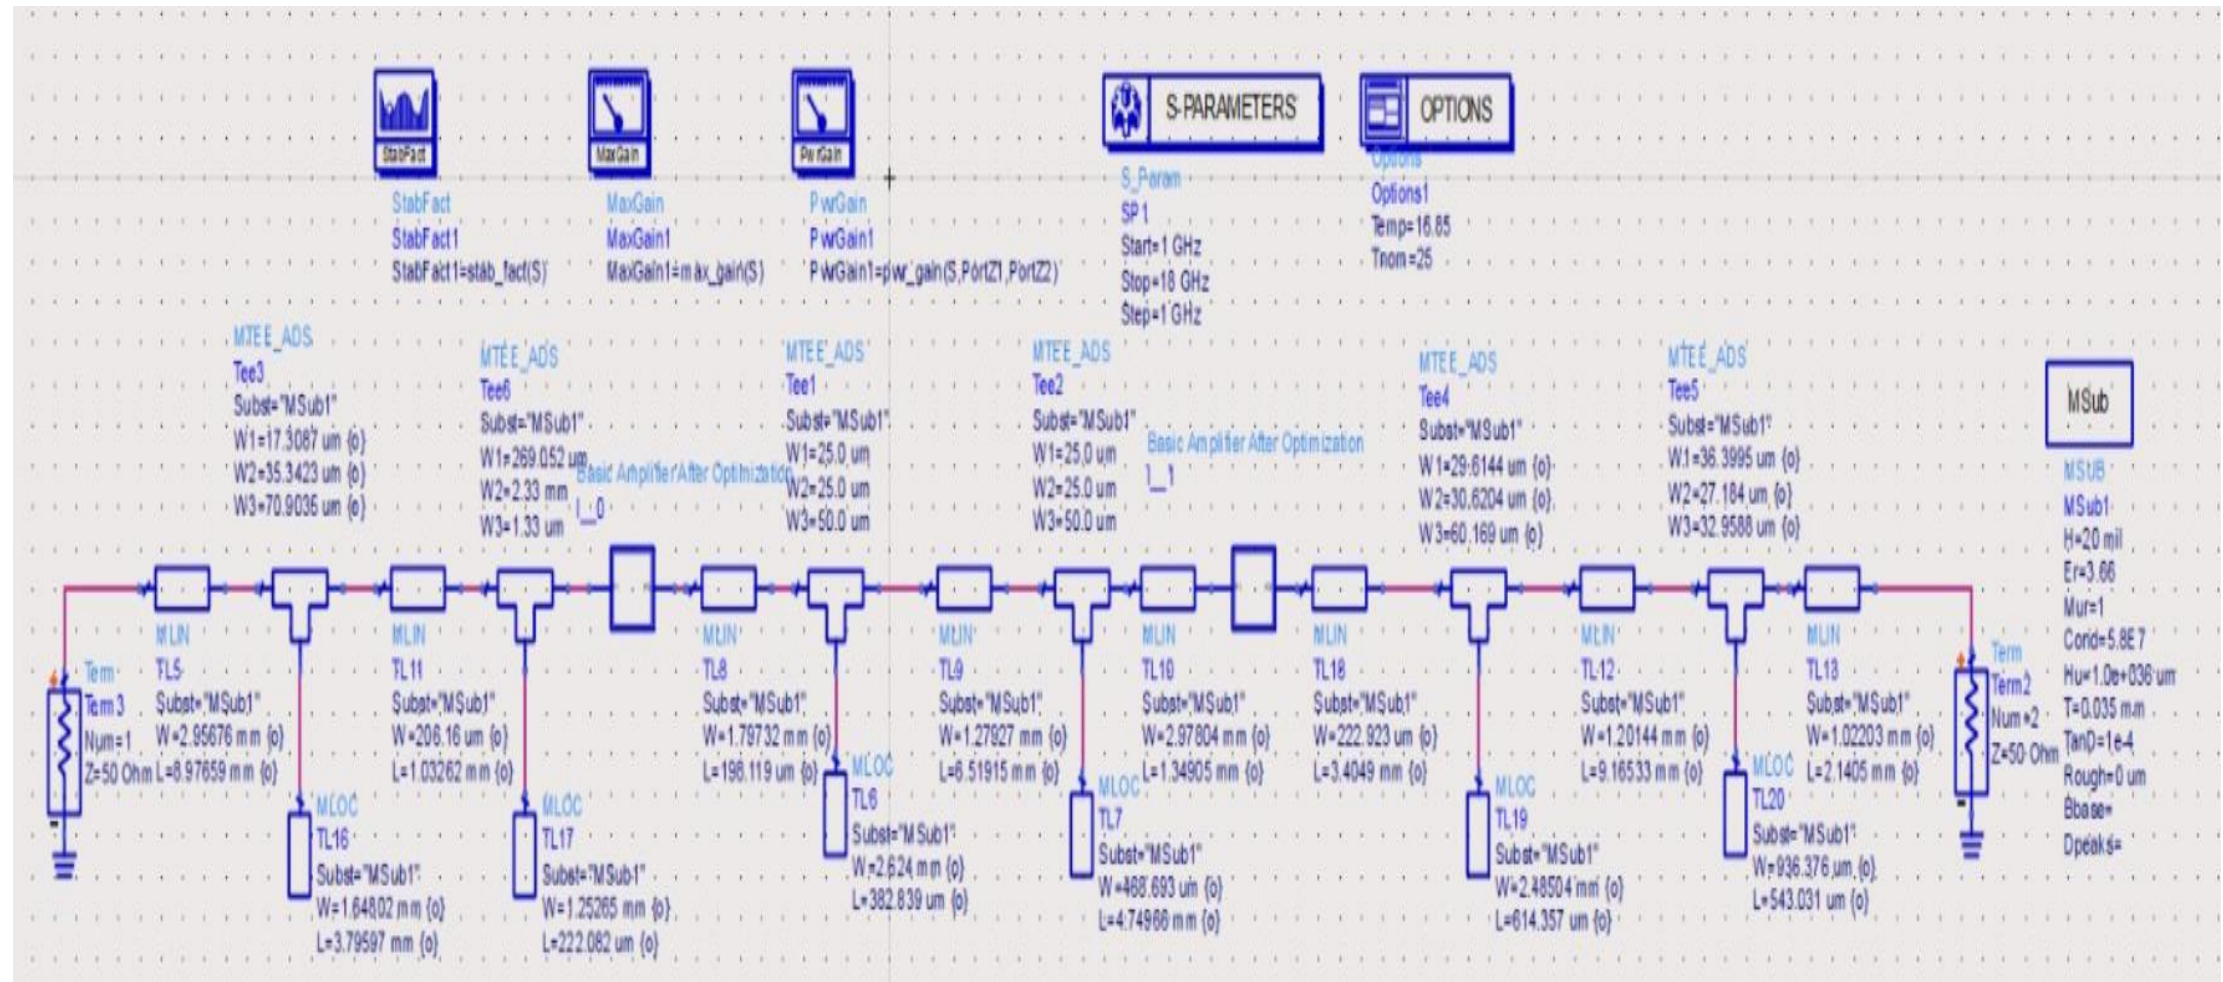 StabFact
MaxGain
PwrGain
S-PARAMETERS
OPTIONS
StabFact
StabFact1
StabFact1=stab_fact(S)
MaxGain
MaxGain1
MaxGain1=max_gain(S)
PwrGain
PwrGain1
PwrGain1=pwr_gain(S,PortZ1,PortZ2)
S_Param
SP1
Start=1 GHz
Stop=18 GHz
Step=1 GHz
Options
Options1
Temp=16.85
Tnom=25
MTEE_ADS
Tee3
Subst="MSub1"
W1=17.3087 um {o}
W2=35.3423 um {o}
W3=70.9036 um {o}
MTEE_ADS
Tee6
Subst="MSub1"
W1=269.052 um
W2=2.33 mm
W3=1.33 um
Basic Amplifier After Optimization
I__0
MTEE_ADS
Tee1
Subst="MSub1"
W1=25.0 um
W2=25.0 um
W3=50.0 um
MTEE_ADS
Tee2
Subst="MSub1"
W1=25.0 um
W2=25.0 um
W3=50.0 um
Basic Amplifier After Optimization
I__1
MTEE_ADS
Tee4
Subst="MSub1"
W1=29.6144 um {o}
W2=30.6204 um {o}
W3=60.169 um {o}
MTEE_ADS
Tee5
Subst="MSub1"
W1=36.3995 um {o}
W2=27.184 um {o}
W3=32.9588 um {o}
MSub
MSUB
MSub1
H=20 mil
Er=3.66
Mur=1
Cond=5.8E7
Hu=1.0e+036 um
T=0.035 mm
TanD=1e-4
Rough=0 um
Bbase=
Dpeaks=
Term
Term3
Num=1
Z=50 Ohm
MLIN
TL5
Subst="MSub1"
W=2.95676 mm {o}
L=8.97659 mm {o}
MLOC
TL16
Subst="MSub1"
W=1.64802 mm {o}
L=3.79597 mm {o}
MLIN
TL11
Subst="MSub1"
W=206.16 um {o}
L=1.03262 mm {o}
MLOC
TL17
Subst="MSub1"
W=1.25265 mm {o}
L=222.082 um {o}
MLIN
TL8
Subst="MSub1"
W=1.79732 mm {o}
L=198.119 um {o}
MLOC
TL6
Subst="MSub1"
W=2.624 mm {o}
L=382.839 um {o}
MLIN
TL9
Subst="MSub1"
W=1.27927 mm {o}
L=6.51915 mm {o}
MLOC
TL7
Subst="MSub1"
W=468.693 um {o}
L=4.74966 mm {o}
MLIN
TL10
Subst="MSub1"
W=2.97804 mm {o}
L=1.34905 mm {o}
MLIN
TL18
Subst="MSub1"
W=222.923 um {o}
L=3.4049 mm {o}
MLOC
TL19
Subst="MSub1"
W=2.48504 mm {o}
L=614.357 um {o}
MLIN
TL12
Subst="MSub1"
W=1.20144 mm {o}
L=9.16533 mm {o}
MLOC
TL20
Subst="MSub1"
W=936.376 um {o}
L=543.031 um {o}
MLIN
TL13
Subst="MSub1"
W=1.02203 mm {o}
L=2.1405 mm {o}
Term
Term2
Num=2
Z=50 Ohm